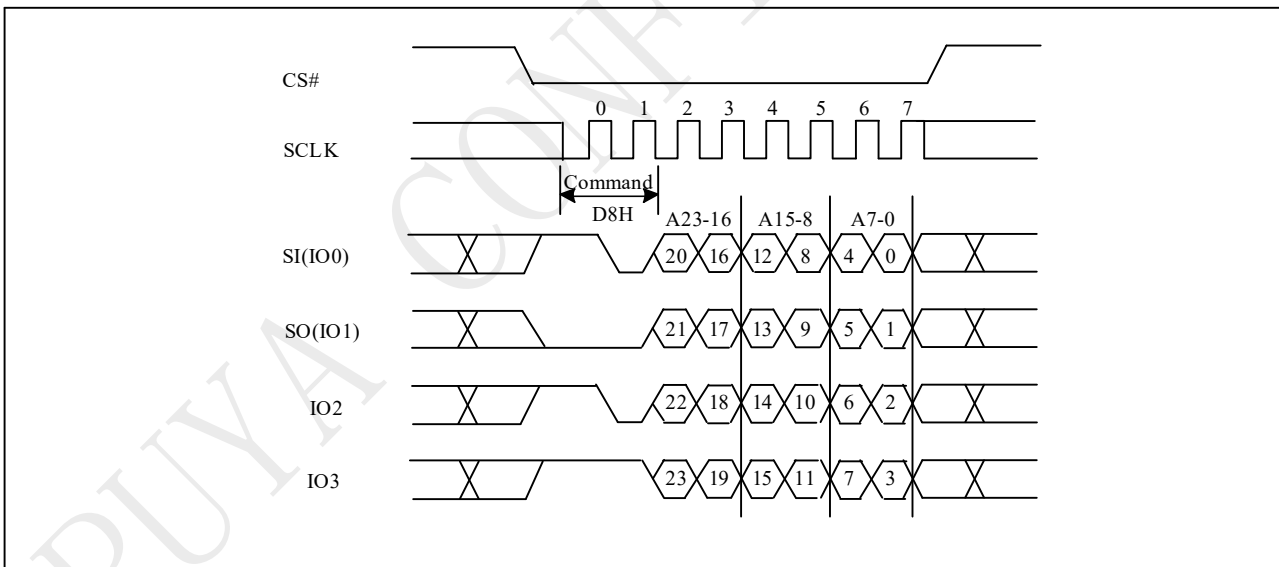 CS#
0 1 2 3 4 5 6 7
SCLK
Command
D8H
A23-16 A15-8 A7-0
SI(IO0) 20 16 12 8 4 0
SO(IO1) 21 17 13 9 5 1
IO2 22 18 14 10 6 2
IO3 23 19 15 11 7 3
PUYA CONF